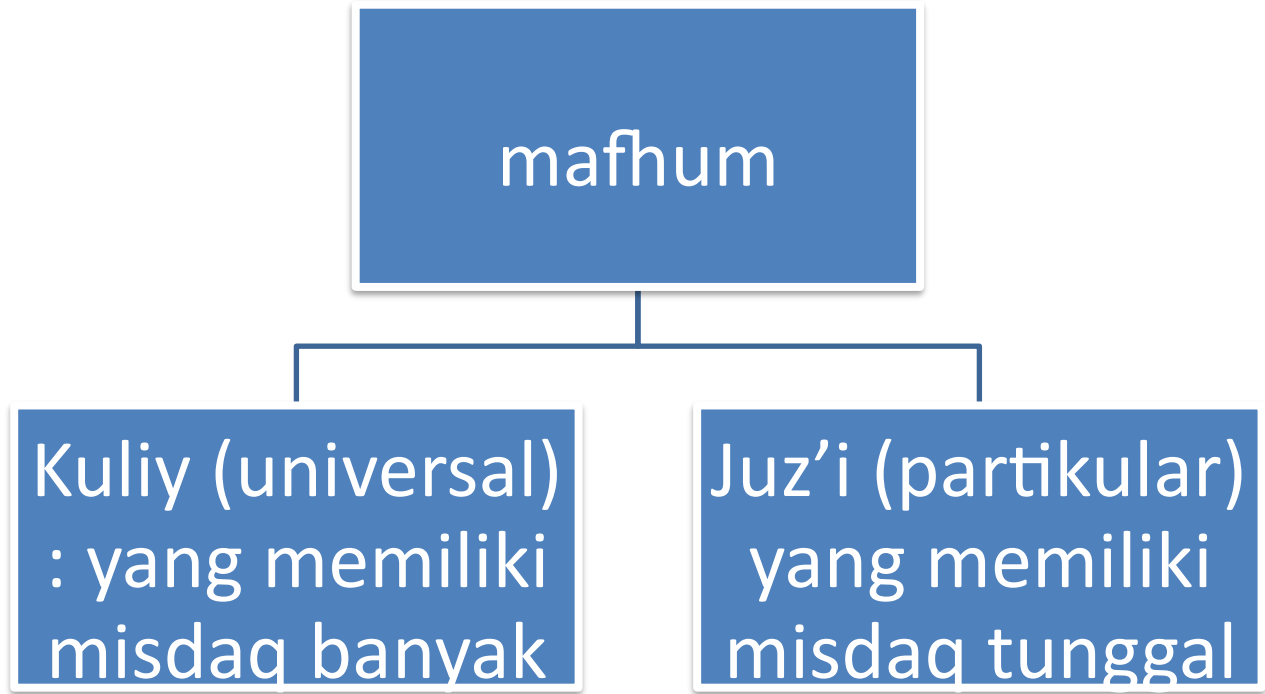 mafhum
Kuliy (universal)
: yang memiliki
misdaq banyak
Juz’i (partikular)
yang memiliki
misdaq tunggal